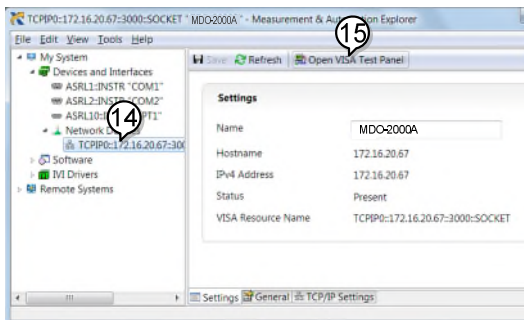 TCPIP0::172.16.20.67::3000::SOCKET " MDO-2000A " - Measurement & Automation Explorer
File Edit View Tools Help
15
My System
Devices and Interfaces
ASRL1::INSTR "COM1"
ASRL2::INSTR "COM2"
ASRL10::
14
Network
TCPIP0::172.16.20.67::300
Software
IVI Drivers
Remote Systems
Save Refresh Open VISA Test Panel
Settings
Name MDO-2000A
Hostname 172.16.20.67
IPv4 Address 172.16.20.67
Status Present
VISA Resource Name TCPIP0::172.16.20.67::3000::SOCKET
Settings General TCP/IP Settings